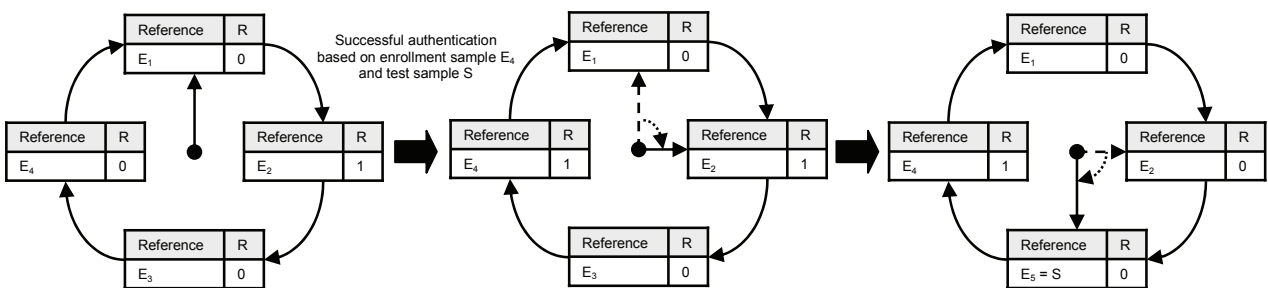 Reference R
E₁ 0
Reference R
E₄ 0
Reference R
E₂ 1
Reference R
E₃ 0
Successful authentication
based on enrollment sample E₄
and test sample S
Reference R
E₁ 0
Reference R
E₄ 1
Reference R
E₂ 1
Reference R
E₃ 0
Reference R
E₁ 0
Reference R
E₄ 1
Reference R
E₂ 0
Reference R
E₅ = S 0